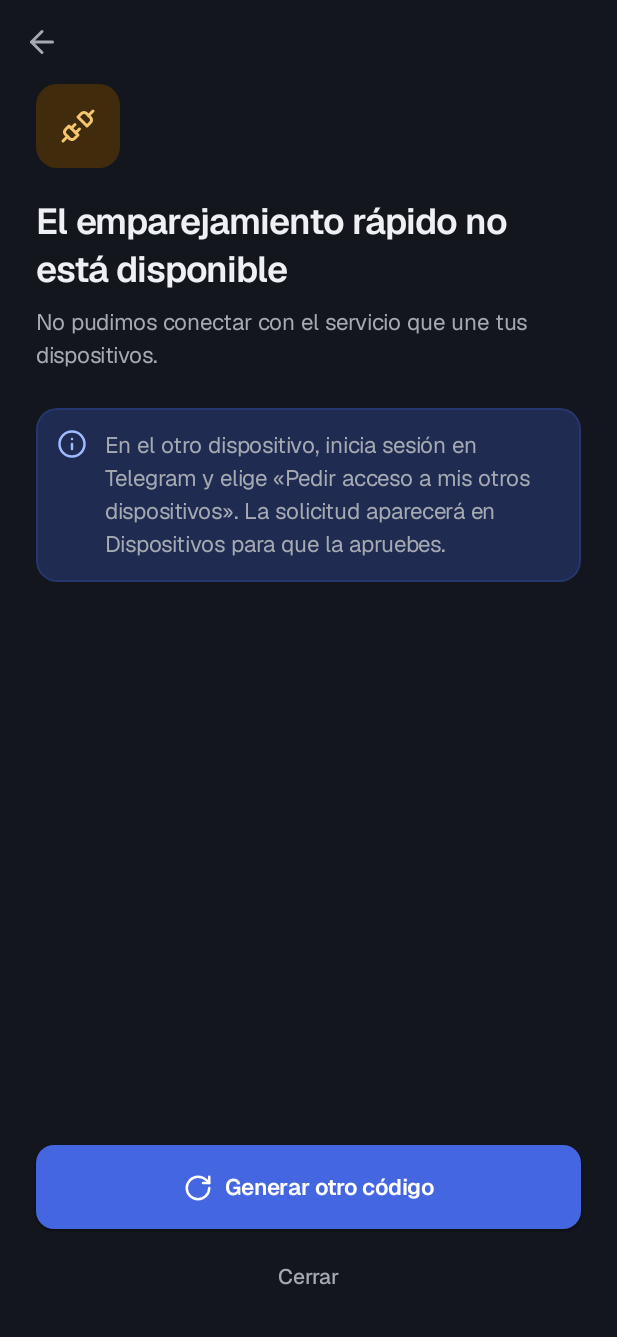 El emparejamiento rápido no
está disponible
No pudimos conectar con el servicio que une tus
dispositivos.
En el otro dispositivo, inicia sesión en
Telegram y elige «Pedir acceso a mis otros
dispositivos». La solicitud aparecerá en
Dispositivos para que la apruebes.
Generar otro código
Cerrar